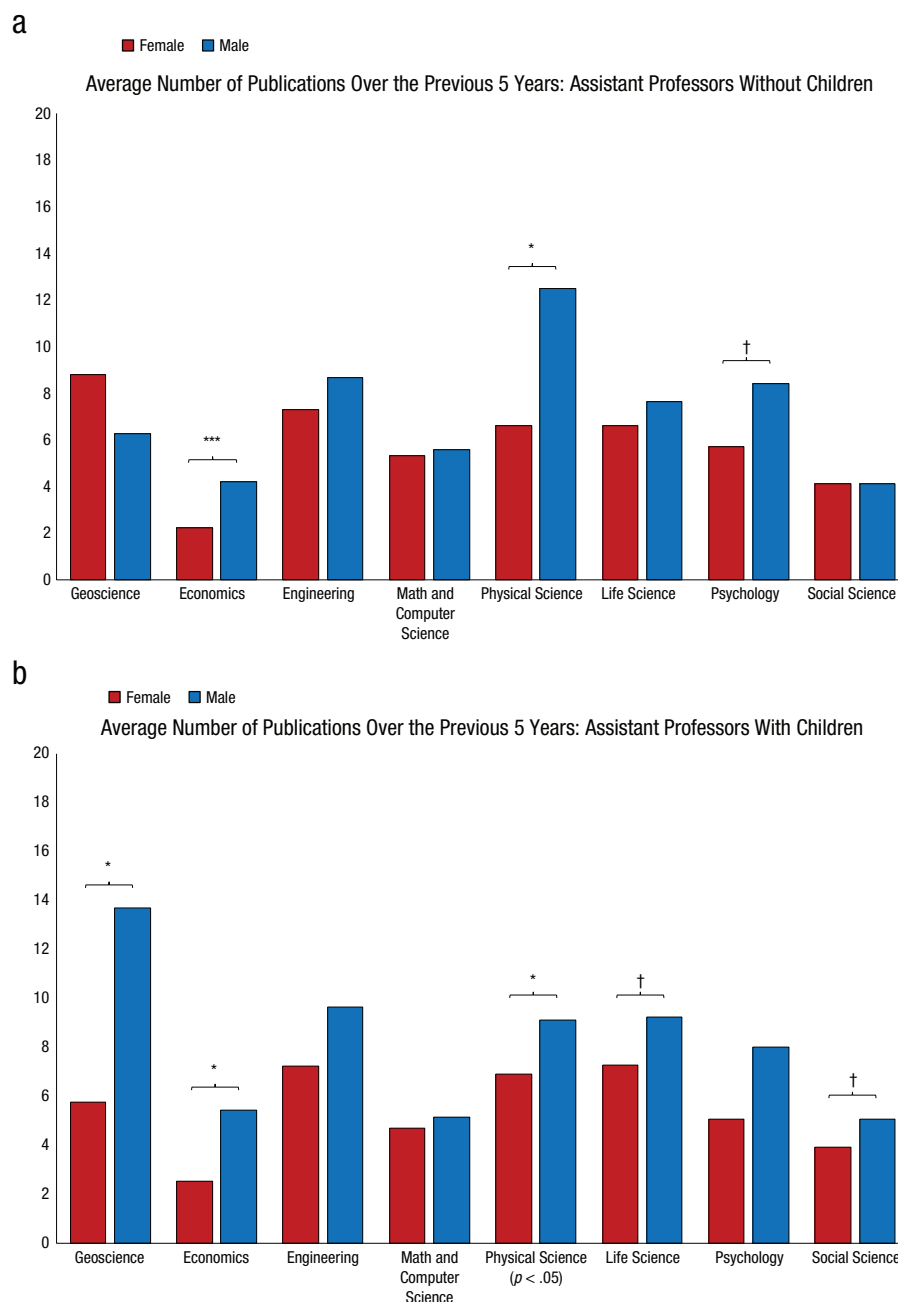 a
Female Male
Average Number of Publications Over the Previous 5 Years: Assistant Professors Without Children
20
18
16
14
12
10
8
6
4
2
0
*
†
***
Geoscience Economics Engineering Math and Physical Science Life Science Psychology Social Science
Computer
Science
b
Female Male
Average Number of Publications Over the Previous 5 Years: Assistant Professors With Children
20
18
16
14
12
10
8
6
4
2
0
*
*
*
†
†
Geoscience Economics Engineering Math and Physical Science Life Science Psychology Social Science
Computer (p < .05)
Science